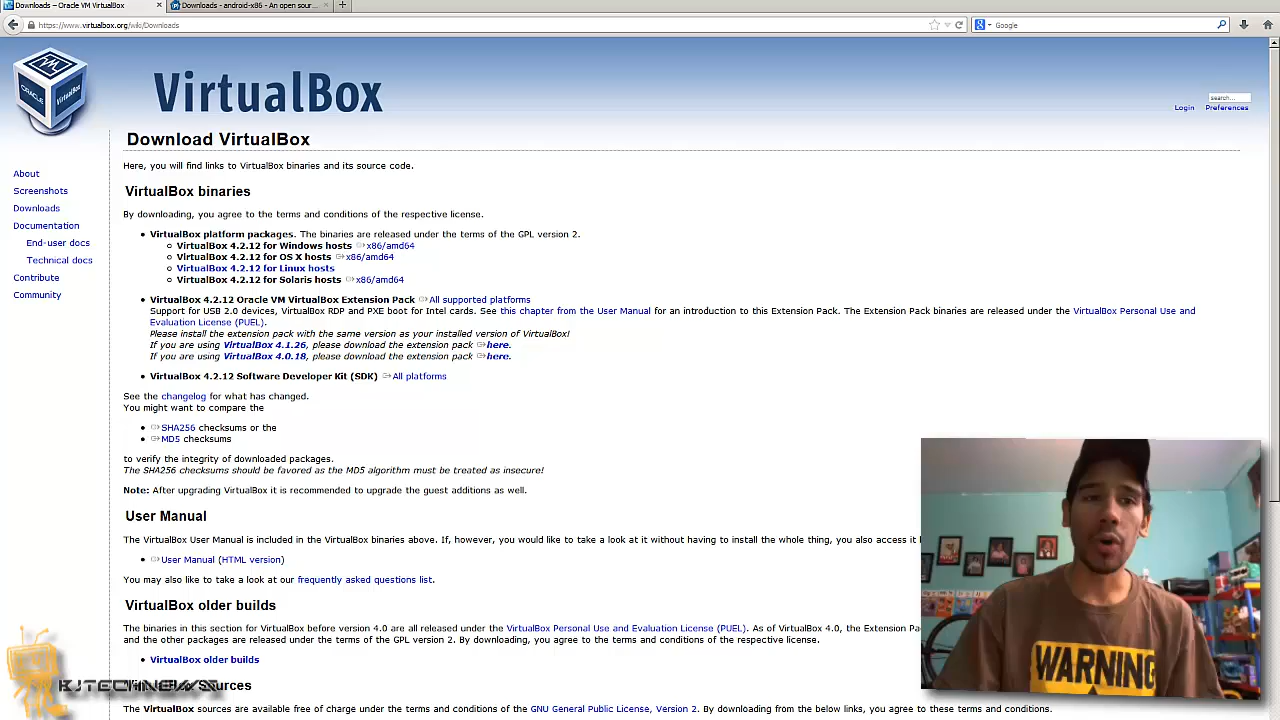 Downloads – Oracle VM VirtualBox
Downloads - android-x86 - An open sour...
https://www.virtualbox.org/wiki/Downloads
Google
VM
ORACLE
VirtualBox
VirtualBox
search...
Login
Preferences
Download VirtualBox
Here, you will find links to VirtualBox binaries and its source code.
About
Screenshots
Downloads
Documentation
End-user docs
Technical docs
Contribute
Community
VirtualBox binaries
By downloading, you agree to the terms and conditions of the respective license.
VirtualBox platform packages. The binaries are released under the terms of the GPL version 2.
VirtualBox 4.2.12 for Windows hosts x86/amd64
VirtualBox 4.2.12 for OS X hosts x86/amd64
VirtualBox 4.2.12 for Linux hosts
VirtualBox 4.2.12 for Solaris hosts x86/amd64
VirtualBox 4.2.12 Oracle VM VirtualBox Extension Pack All supported platforms
Support for USB 2.0 devices, VirtualBox RDP and PXE boot for Intel cards. See this chapter from the User Manual for an introduction to this Extension Pack. The Extension Pack binaries are released under the VirtualBox Personal Use and
Evaluation License (PUEL).
Please install the extension pack with the same version as your installed version of VirtualBox!
If you are using VirtualBox 4.1.26, please download the extension pack here.
If you are using VirtualBox 4.0.18, please download the extension pack here.
VirtualBox 4.2.12 Software Developer Kit (SDK) All platforms
See the changelog for what has changed.
You might want to compare the
SHA256 checksums or the
MD5 checksums
to verify the integrity of downloaded packages.
The SHA256 checksums should be favored as the MD5 algorithm must be treated as insecure!
Note: After upgrading VirtualBox it is recommended to upgrade the guest additions as well.
User Manual
The VirtualBox User Manual is included in the VirtualBox binaries above. If, however, you would like to take a look at it without having to install the whole thing, you also access it
User Manual (HTML version)
You may also like to take a look at our frequently asked questions list.
VirtualBox older builds
The binaries in this section for VirtualBox before version 4.0 are all released under the VirtualBox Personal Use and Evaluation License (PUEL). As of VirtualBox 4.0, the Extension Pa
and the other packages are released under the terms of the GPL version 2. By downloading, you agree to the terms and conditions of the respective license.
VirtualBox older builds
VirtualBox Sources
The VirtualBox sources are available free of charge under the terms and conditions of the GNU General Public License, Version 2. By downloading from the below links, you agree to these terms and conditions.
KJTECHNEWS
WARNING